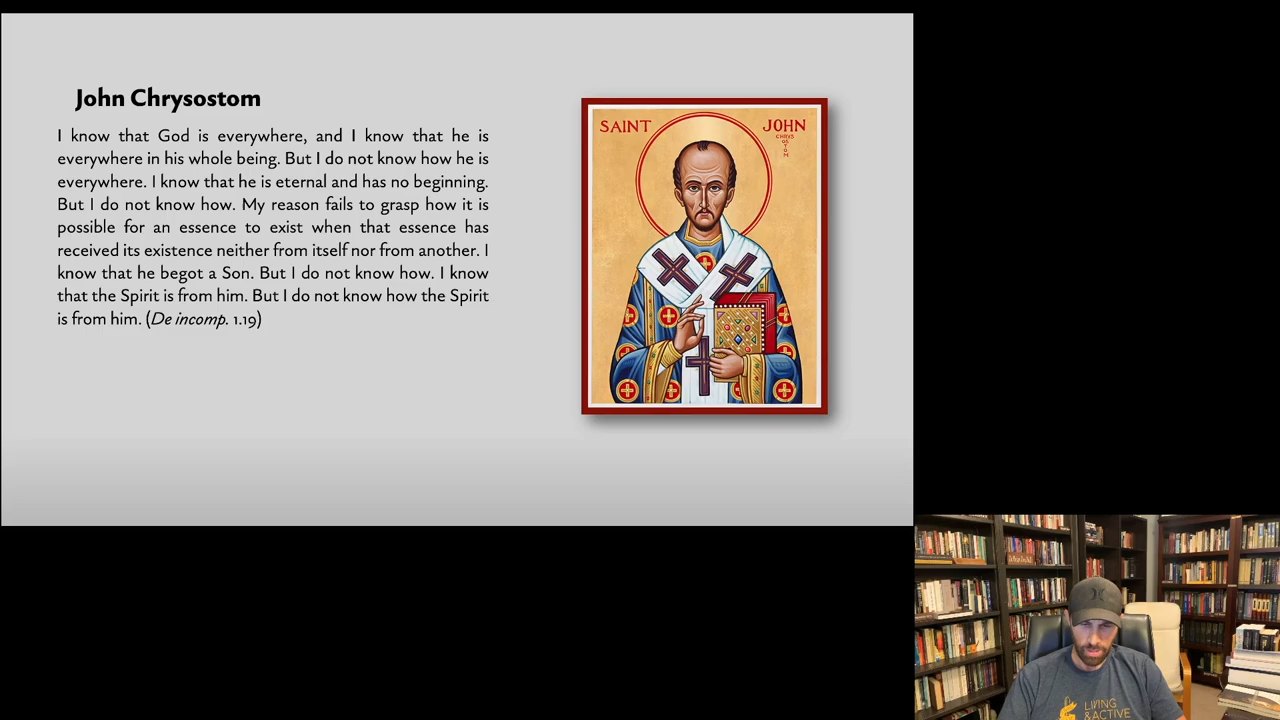 John Chrysostom
I know that God is everywhere, and I know that he is
everywhere in his whole being. But I do not know how he is
everywhere. I know that he is eternal and has no beginning.
But I do not know how. My reason fails to grasp how it is
possible for an essence to exist when that essence has
received its existence neither from itself nor from another. I
know that he begot a Son. But I do not know how. I know
that the Spirit is from him. But I do not know how the Spirit
is from him. (De incomp. 1.19)
SAINT
JOHN
CHRYS
OS
TO
M
LIVING
&ACTIVE